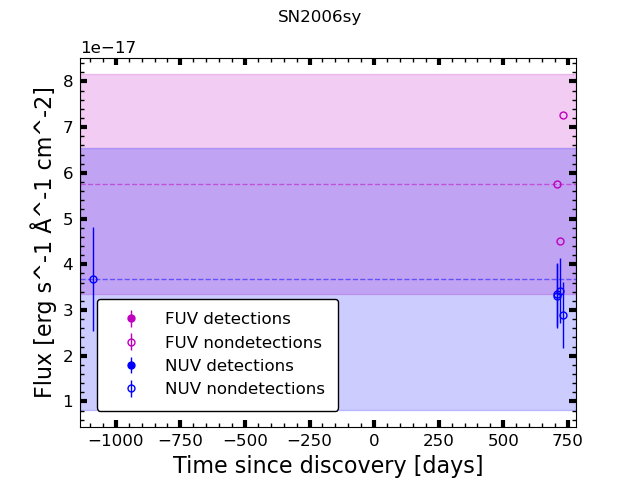 SN2006sy
1e−17
8
7
6
5
4
3
2
1
Flux [erg s^-1 Å^-1 cm^-2]
FUV detections
FUV nondetections
NUV detections
NUV nondetections
−1000 −750 −500 −250 0 250 500 750
Time since discovery [days]